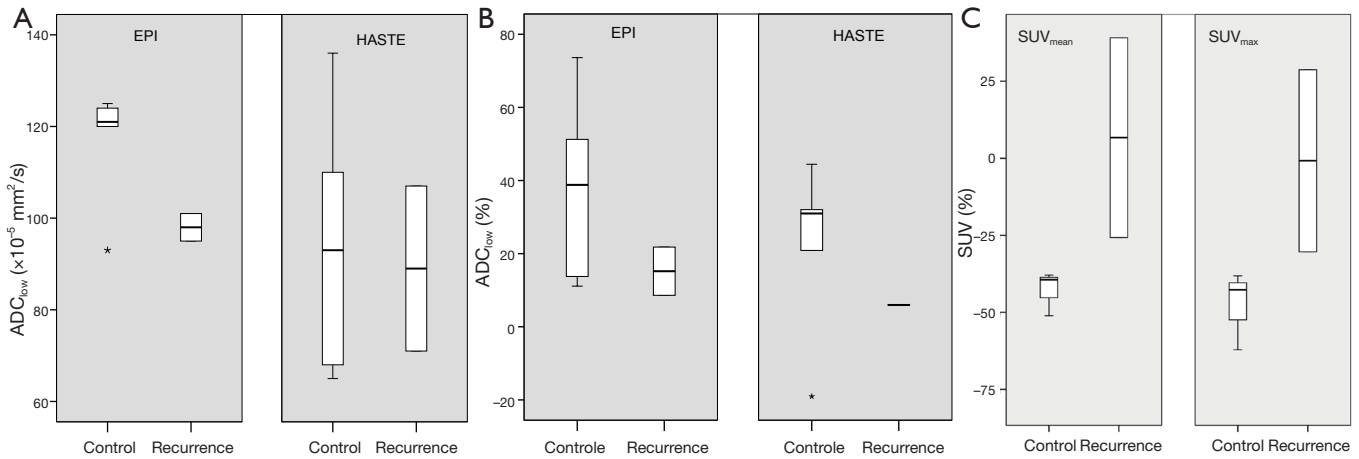 A
EPI
HASTE
ADClow (×10–5 mm2/s)
140
120
100
80
60
Control
Recurrence
Control
Recurrence
B
EPI
HASTE
ADClow (%)
80
60
40
20
0
–20
Controle
Recurrence
Controle
Recurrence
C
SUVmean
SUVmax
SUV (%)
25
0
–25
–50
–75
Control Recurrence
Control Recurrence